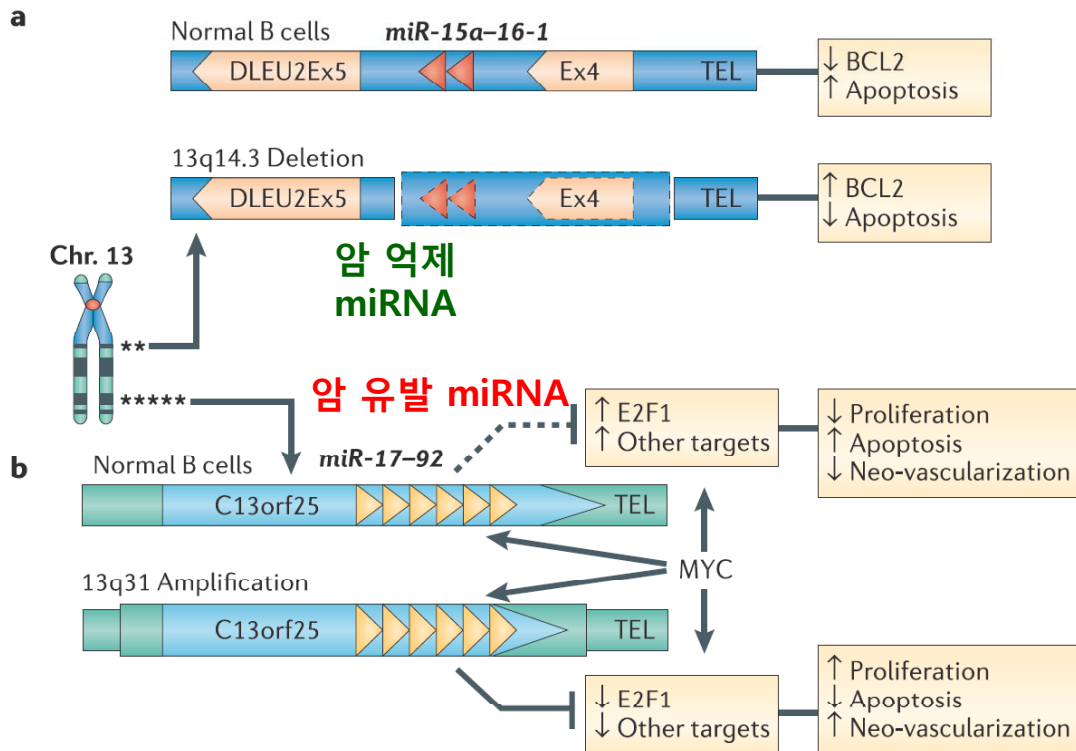 a
Normal B cells
miR-15a–16-1
DLEU2Ex5
Ex4
TEL
↓ BCL2
↑ Apoptosis
13q14.3 Deletion
DLEU2Ex5
Ex4
TEL
↑ BCL2
↓ Apoptosis
Chr. 13
**
*****
암 억제
miRNA
암 유발 miRNA
↑ E2F1
↑ Other targets
↓ Proliferation
↑ Apoptosis
↓ Neo-vascularization
b
Normal B cells
miR-17–92
C13orf25
TEL
MYC
13q31 Amplification
C13orf25
TEL
↓ E2F1
↓ Other targets
↑ Proliferation
↓ Apoptosis
↑ Neo-vascularization